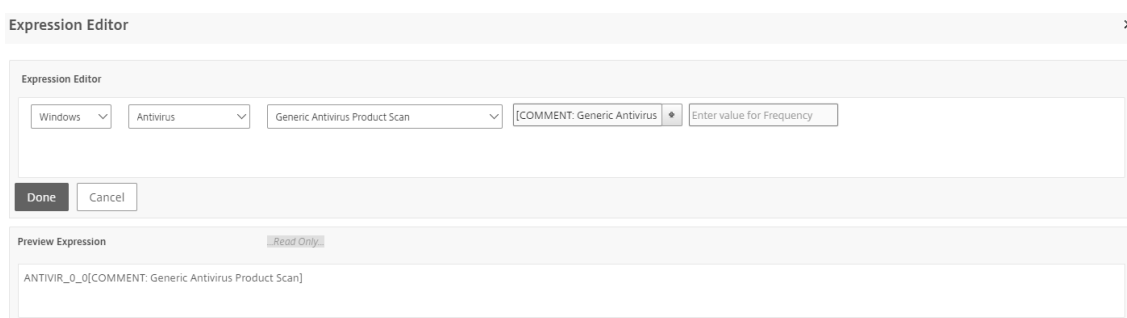 Expression Editor
Expression Editor
Windows Antivirus Generic Antivirus Product Scan [COMMENT: Generic Antivirus Enter value for Frequency
Done Cancel
Preview Expression ...Read Only...
ANTIVIR_0_0[COMMENT: Generic Antivirus Product Scan]